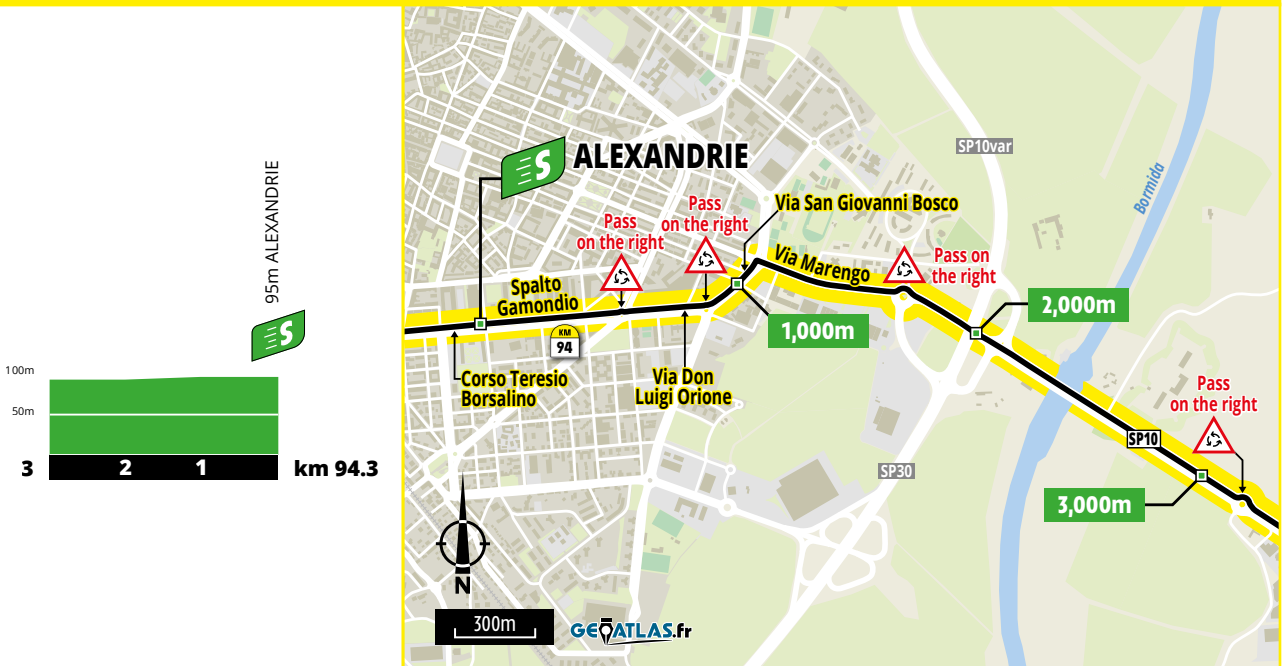 95m ALEXANDRIE
S
100m
50m
3 2 1 km 94.3
S ALEXANDRIE
SP10var
Bormida
Via San Giovanni Bosco
Pass
on the right
Pass
on the right
Via Marengo
Pass on
the right
Spalto
Gamondio
2,000m
1,000m
KM
94
Corso Teresio
Borsalino
Via Don
Luigi Orione
Pass
on the right
SP10
SP30
3,000m
N
300m
GEOATLAS.fr